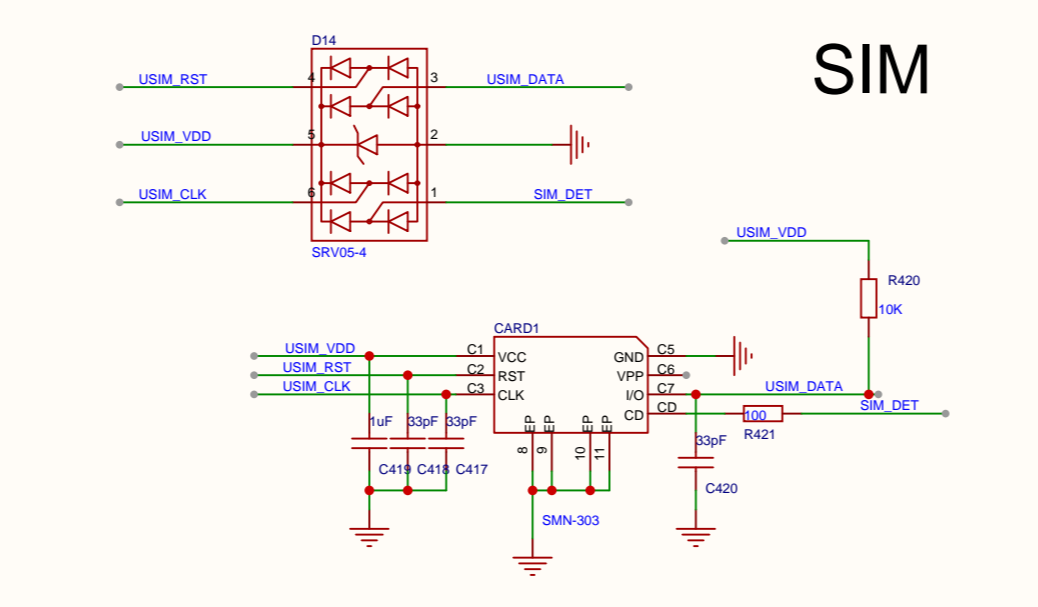 D14
SIM
USIM_RST 4 3 USIM_DATA
USIM_VDD 5 2
USIM_CLK 6 1 SIM_DET
SRV05-4
USIM_VDD
R420
10K
CARD1
USIM_VDD C1 VCC GND C5
USIM_RST C2 RST VPP C6
USIM_CLK C3 CLK I/O C7 USIM_DATA
CD CD 100 SIM_DET
R421
1uF 33pF 33pF EP EP EP EP 33pF
8 9 10 11
C419 C418 C417 C420
SMN-303